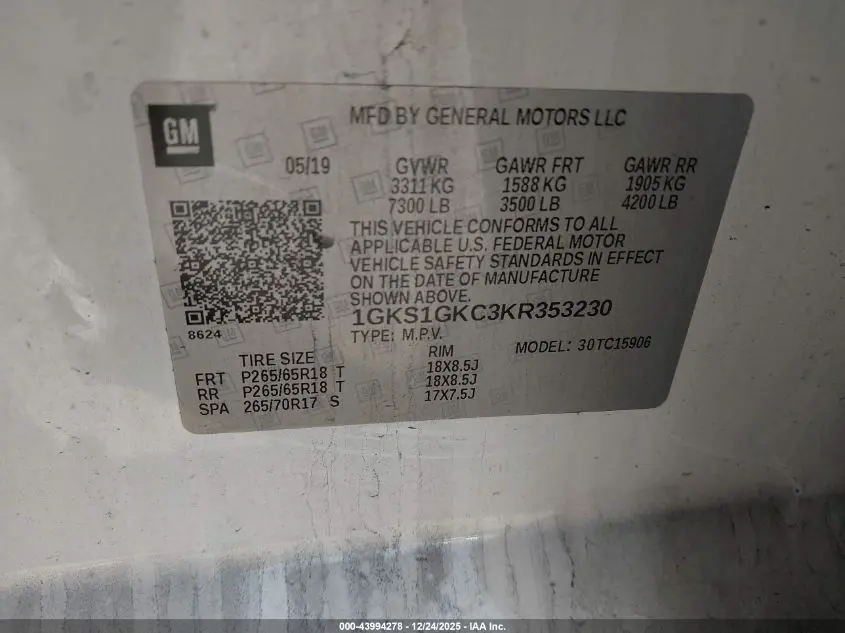 GM
MFD BY GENERAL MOTORS LLC
05/19 GVWR GAWR FRT GAWR RR
3311 KG 1588 KG 1905 KG
7300 LB 3500 LB 4200 LB
THIS VEHICLE CONFORMS TO ALL
APPLICABLE U.S. FEDERAL MOTOR
VEHICLE SAFETY STANDARDS IN EFFECT
ON THE DATE OF MANUFACTURE
SHOWN ABOVE.
1GKS1GKC3KR353230
8624
TYPE: M.P.V. MODEL: 30TC15906
TIRE SIZE RIM
FRT P265/65R18 T 18X8.5J
RR P265/65R18 T 18X8.5J
SPA 265/70R17 S 17X7.5J
000-43994278 - 12/24/2025 - IAA Inc.